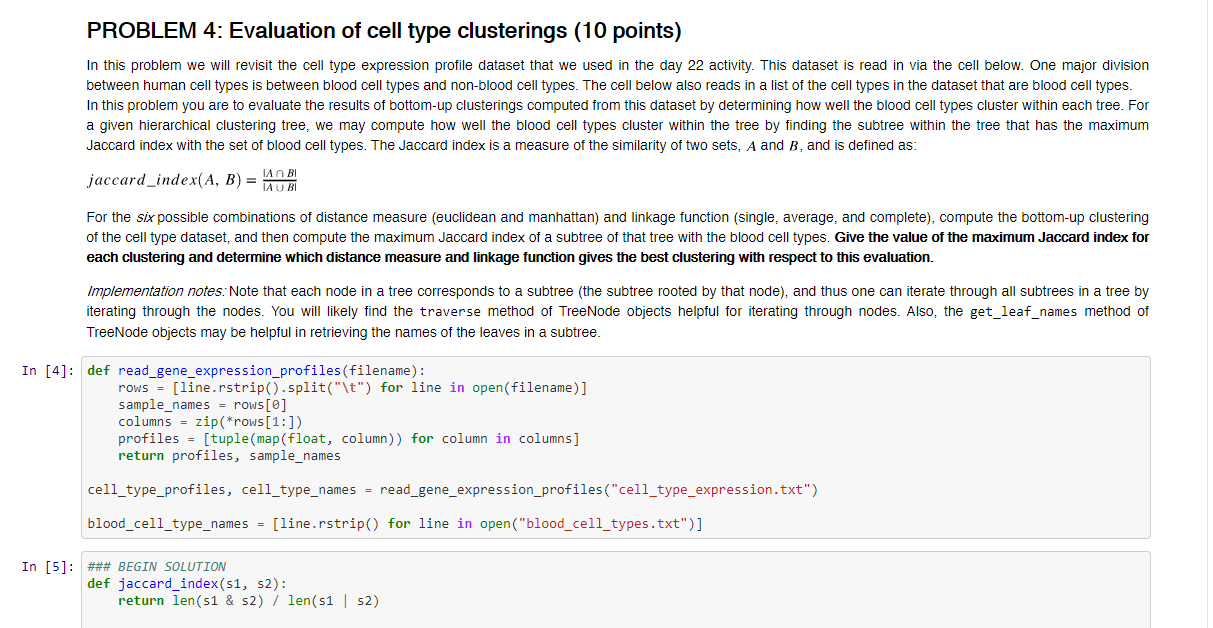 PROBLEM 4: Evaluation of cell type clusterings (10 points)
In this problem we will revisit the cell type expression profile dataset that we used in the day 22 activity. This dataset is read in via the cell below. One major division
between human cell types is between blood cell types and non-blood cell types. The cell below also reads in a list of the cell types in the dataset that are blood cell types.
In this problem you are to evaluate the results of bottom-up clusterings computed from this dataset by determining how well the blood cell types cluster within each tree. For
a given hierarchical clustering tree, we may compute how well the blood cell types cluster within the tree by finding the subtree within the tree that has the maximum
Jaccard index with the set of blood cell types. The Jaccard index is a measure of the similarity of two sets, A and B, and is defined as:
jaccard_index(A, B) = |A ∩ B| / |A ∪ B|
For the six possible combinations of distance measure (euclidean and manhattan) and linkage function (single, average, and complete), compute the bottom-up clustering
of the cell type dataset, and then compute the maximum Jaccard index of a subtree of that tree with the blood cell types. Give the value of the maximum Jaccard index for
each clustering and determine which distance measure and linkage function gives the best clustering with respect to this evaluation.
Implementation notes: Note that each node in a tree corresponds to a subtree (the subtree rooted by that node), and thus one can iterate through all subtrees in a tree by
iterating through the nodes. You will likely find the traverse method of TreeNode objects helpful for iterating through nodes. Also, the get_leaf_names method of
TreeNode objects may be helpful in retrieving the names of the leaves in a subtree.
In [4]: def read_gene_expression_profiles(filename):
    rows = [line.rstrip().split("\t") for line in open(filename)]
    sample_names = rows[0]
    columns = zip(*rows[1:])
    profiles = [tuple(map(float, column)) for column in columns]
    return profiles, sample_names
cell_type_profiles, cell_type_names = read_gene_expression_profiles("cell_type_expression.txt")
blood_cell_type_names = [line.rstrip() for line in open("blood_cell_types.txt")]
In [5]: ### BEGIN SOLUTION
def jaccard_index(s1, s2):
    return len(s1 & s2) / len(s1 | s2)